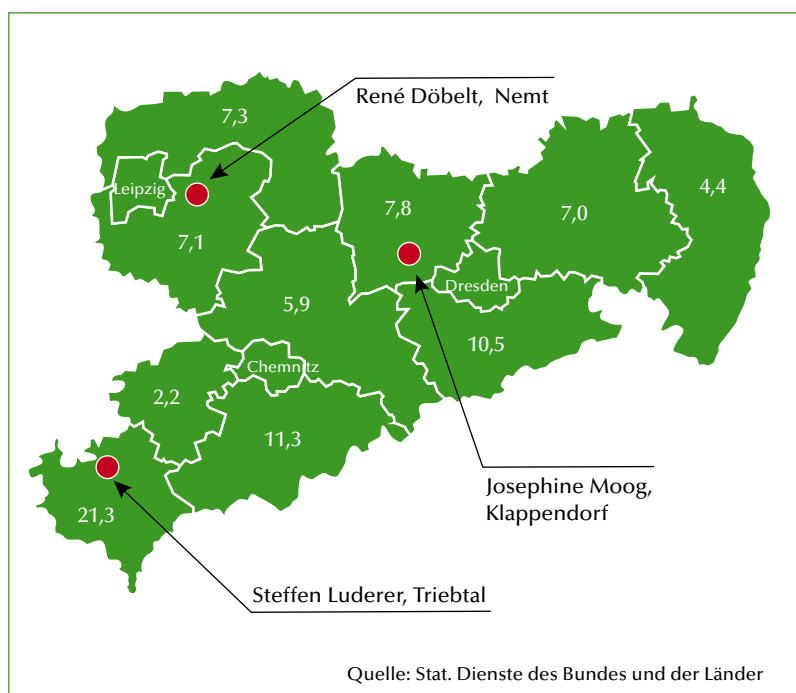 René Döbelt, Nemt
7,3
Leipzig
7,1
7,8
7,0
4,4
Dresden
5,9
10,5
Chemnitz
2,2
11,3
21,3
Josephine Moog,
Klappendorf
Steffen Luderer, Triebtal
Quelle: Stat. Dienste des Bundes und der Länder